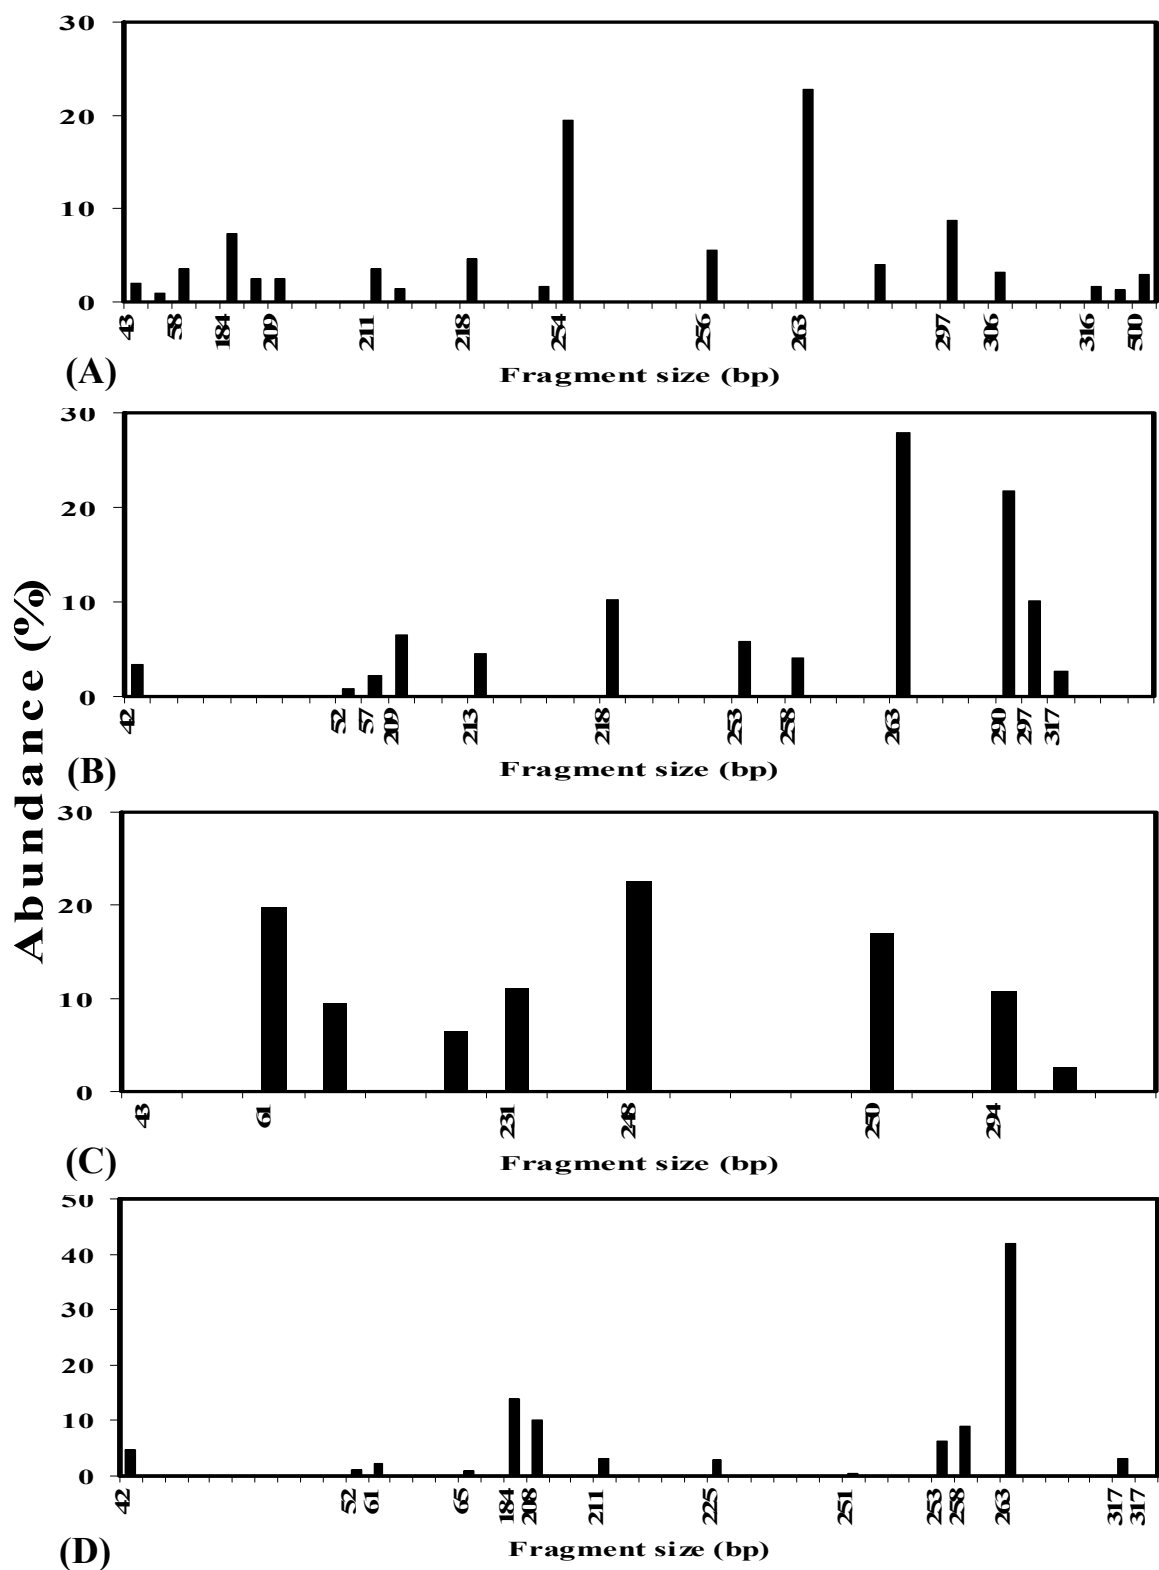 Abundance (%)
30
20
10
0
43 58 184 209 211 218 254 256 263 297 306 316 500
(A)
Fragment size (bp)
30
20
10
0
42 52 57 209 213 218 253 258 263 290 297 317
(B)
Fragment size (bp)
30
20
10
0
43 61 231 248 250 294
(C)
Fragment size (bp)
50
40
30
20
10
0
42 52 61 65 184 208 211 225 251 253 258 263 317 317
(D)
Fragment size (bp)